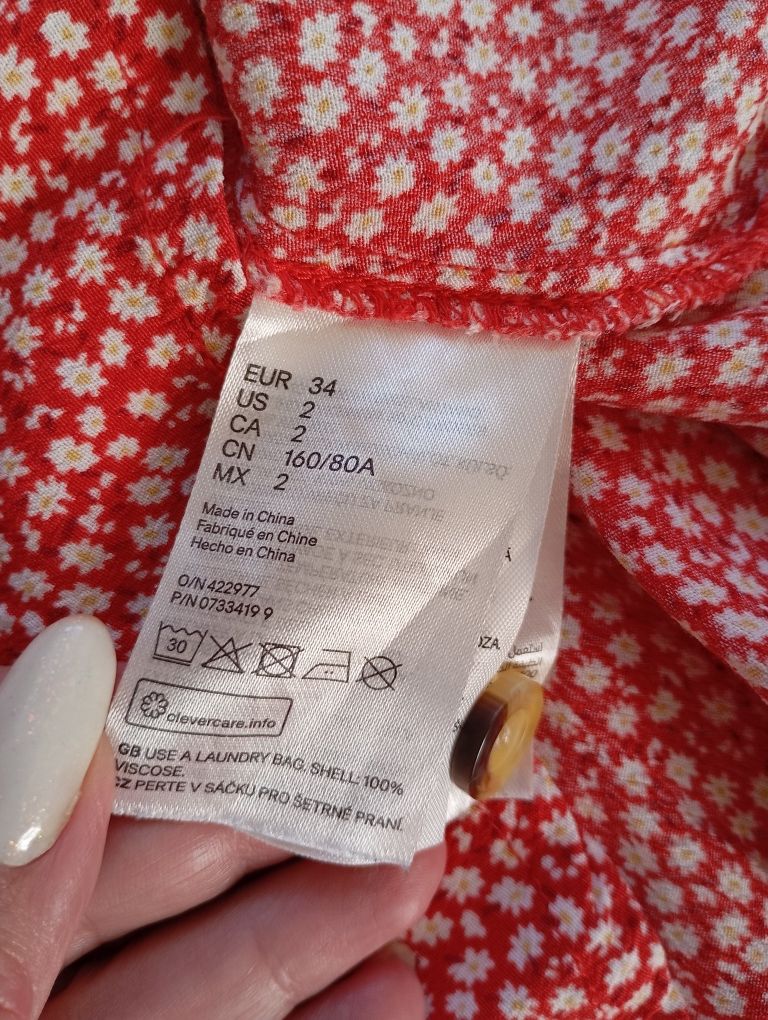 EUR 34
US 2
CA 2
CN 160/80A
MX 2
Made in China
Fabriqué en Chine
Hecho en China
O/N 422977
P/N 0733419 9
30
clevercare.info
GB USE A LAUNDRY BAG. SHELL: 100%
VISCOSE.
CZ PERTE V SÁČKU PRO ŠETRNÉ PRANÍ.